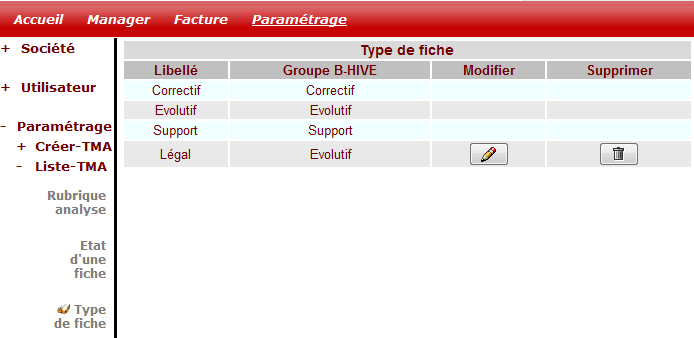 Accueil Manager Facture Paramétrage
+ Société
+ Utilisateur
- Paramétrage
+ Créer-TMA
- Liste-TMA
Rubrique
analyse
Etat
d'une
fiche
Type
de fiche
Type de fiche
Libellé Groupe B-HIVE Modifier Supprimer
Correctif Correctif
Evolutif Evolutif
Support Support
Légal Evolutif